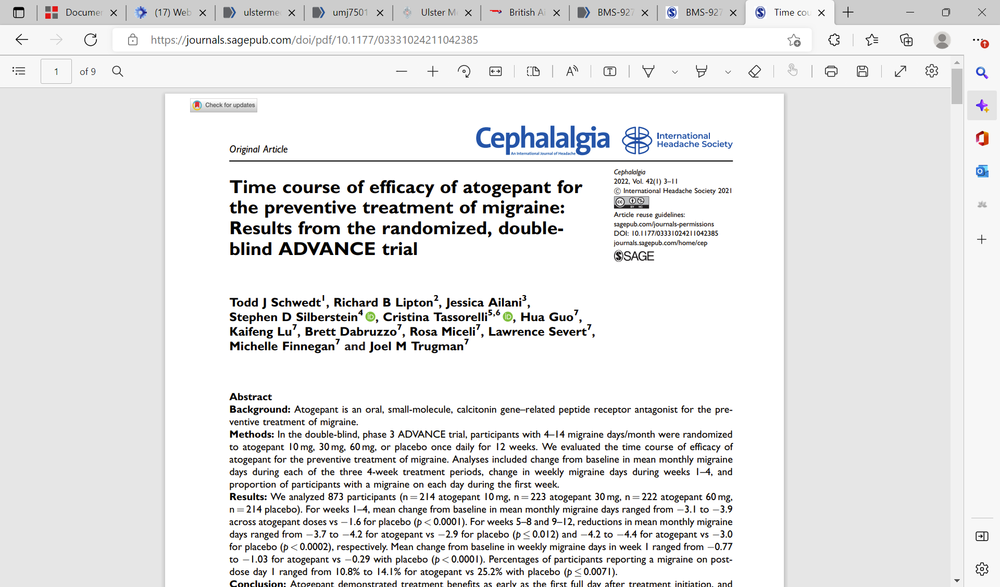 Documen
(17) Web
ulsterme
umj7501
Ulster M
British Ai
BMS-927
BMS-927
Time cou
https://journals.sagepub.com/doi/pdf/10.1177/03331024211042385
1 of 9
Check for updates
Original Article
Cephalalgia
An International Journal of Headache
International
Headache Society
Time course of efficacy of atogepant for
the preventive treatment of migraine:
Results from the randomized, double-
blind ADVANCE trial
Cephalalgia
2022, Vol. 42(1) 3–11
© International Headache Society 2021
cc BY NC
Article reuse guidelines:
sagepub.com/journals-permissions
DOI: 10.1177/03331024211042385
journals.sagepub.com/home/cep
SAGE
Todd J Schwedt1, Richard B Lipton2, Jessica Ailani3,
Stephen D Silberstein4 iD, Cristina Tassorelli5,6 iD, Hua Guo7,
Kaifeng Lu7, Brett Dabruzzo7, Rosa Miceli7, Lawrence Severt7,
Michelle Finnegan7 and Joel M Trugman7
Abstract
Background: Atogepant is an oral, small-molecule, calcitonin gene–related peptide receptor antagonist for the pre-
ventive treatment of migraine.
Methods: In the double-blind, phase 3 ADVANCE trial, participants with 4–14 migraine days/month were randomized
to atogepant 10 mg, 30 mg, 60 mg, or placebo once daily for 12 weeks. We evaluated the time course of efficacy of
atogepant for the preventive treatment of migraine. Analyses included change from baseline in mean monthly migraine
days during each of the three 4-week treatment periods, change in weekly migraine days during weeks 1–4, and
proportion of participants with a migraine on each day during the first week.
Results: We analyzed 873 participants (n = 214 atogepant 10 mg, n = 223 atogepant 30 mg, n = 222 atogepant 60 mg,
n = 214 placebo). For weeks 1–4, mean change from baseline in mean monthly migraine days ranged from −3.1 to −3.9
across atogepant doses vs −1.6 for placebo (p < 0.0001). For weeks 5–8 and 9–12, reductions in mean monthly migraine
days ranged from −3.7 to −4.2 for atogepant vs −2.9 for placebo (p ≤ 0.012) and −4.2 to −4.4 for atogepant vs −3.0
for placebo (p < 0.0002), respectively. Mean change from baseline in weekly migraine days in week 1 ranged from −0.77
to −1.03 for atogepant vs −0.29 with placebo (p < 0.0001). Percentages of participants reporting a migraine on post-
dose day 1 ranged from 10.8% to 14.1% for atogepant vs 25.2% with placebo (p ≤ 0.0071).
Conclusion: Atogepant demonstrated treatment benefits as early as the first full day after treatment initiation, and